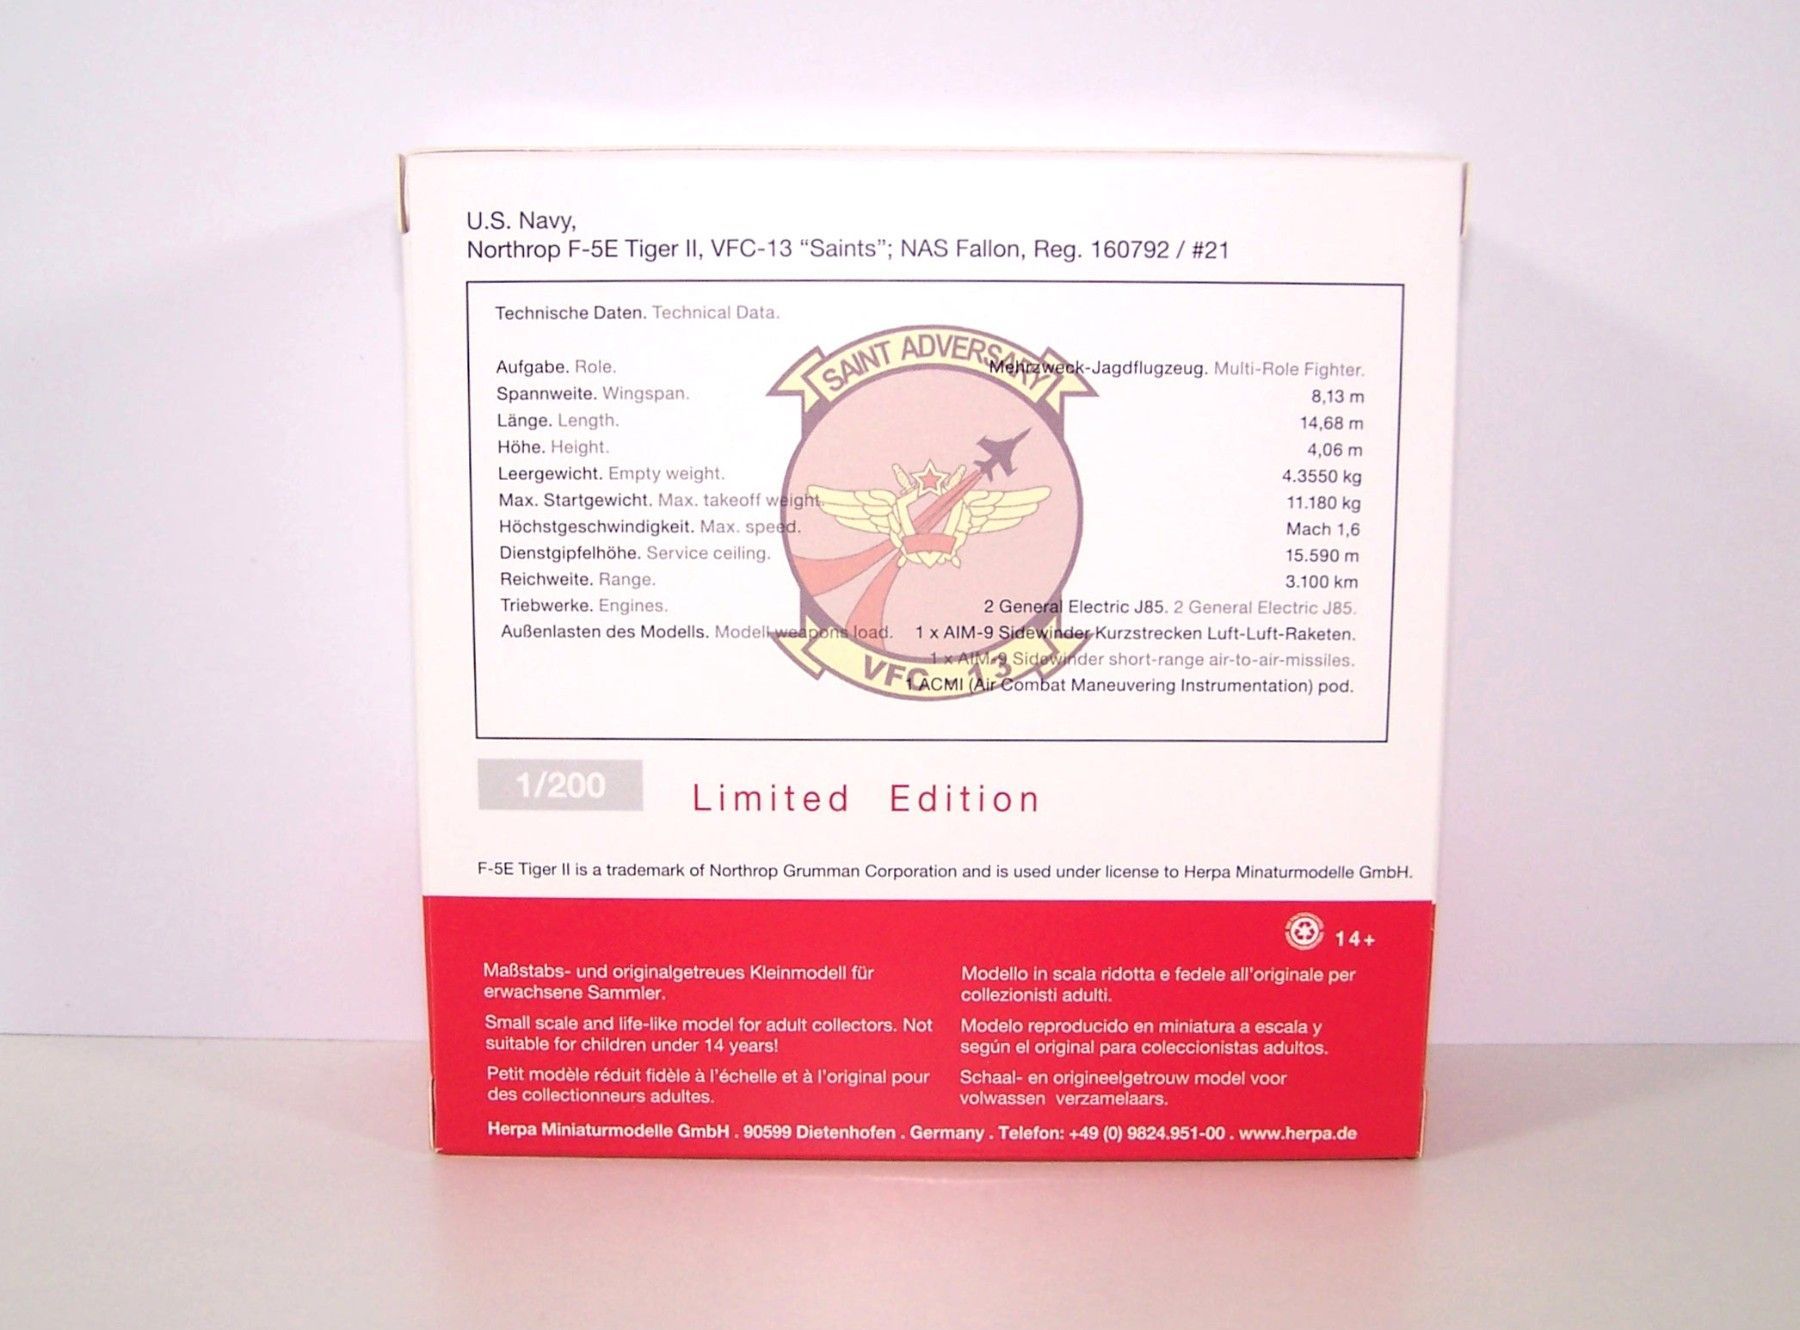 U.S. Navy,
Northrop F-5E Tiger II, VFC-13 “Saints”; NAS Fallon, Reg. 160792 / #21
Technische Daten. Technical Data.
SAINT ADVERSARY
Aufgabe. Role. Mehrzweck-Jagdflugzeug. Multi-Role Fighter.
Spannweite. Wingspan. 8,13 m
Länge. Length. 14,68 m
Höhe. Height. 4,06 m
Leergewicht. Empty weight. 4.3550 kg
Max. Startgewicht. Max. takeoff weight. 11.180 kg
Höchstgeschwindigkeit. Max. speed. Mach 1,6
Dienstgipfelhöhe. Service ceiling. 15.590 m
Reichweite. Range. 3.100 km
Triebwerke. Engines. 2 General Electric J85. 2 General Electric J85.
Außenlasten des Modells. Modell weapons load. 1 x AIM-9 Sidewinder Kurzstrecken Luft-Luft-Raketen.
1 x AIM-9 Sidewinder short-range air-to-air-missiles.
1 ACMI (Air Combat Maneuvering Instrumentation) pod.
VFC - 13
1/200 Limited Edition
F-5E Tiger II is a trademark of Northrop Grumman Corporation and is used under license to Herpa Minaturmodelle GmbH.
14+
Maßstabs- und originalgetreues Kleinmodell für
erwachsene Sammler.
Small scale and life-like model for adult collectors. Not
suitable for children under 14 years!
Petit modèle réduit fidèle à l'échelle et à l'original pour
des collectionneurs adultes.
Modello in scala ridotta e fedele all'originale per
collezionisti adulti.
Modelo reproducido en miniatura a escala y
según el original para coleccionistas adultos.
Schaal- en origineelgetrouw model voor
volwassen verzamelaars.
Herpa Miniaturmodelle GmbH . 90599 Dietenhofen . Germany . Telefon: +49 (0) 9824.951-00 . www.herpa.de